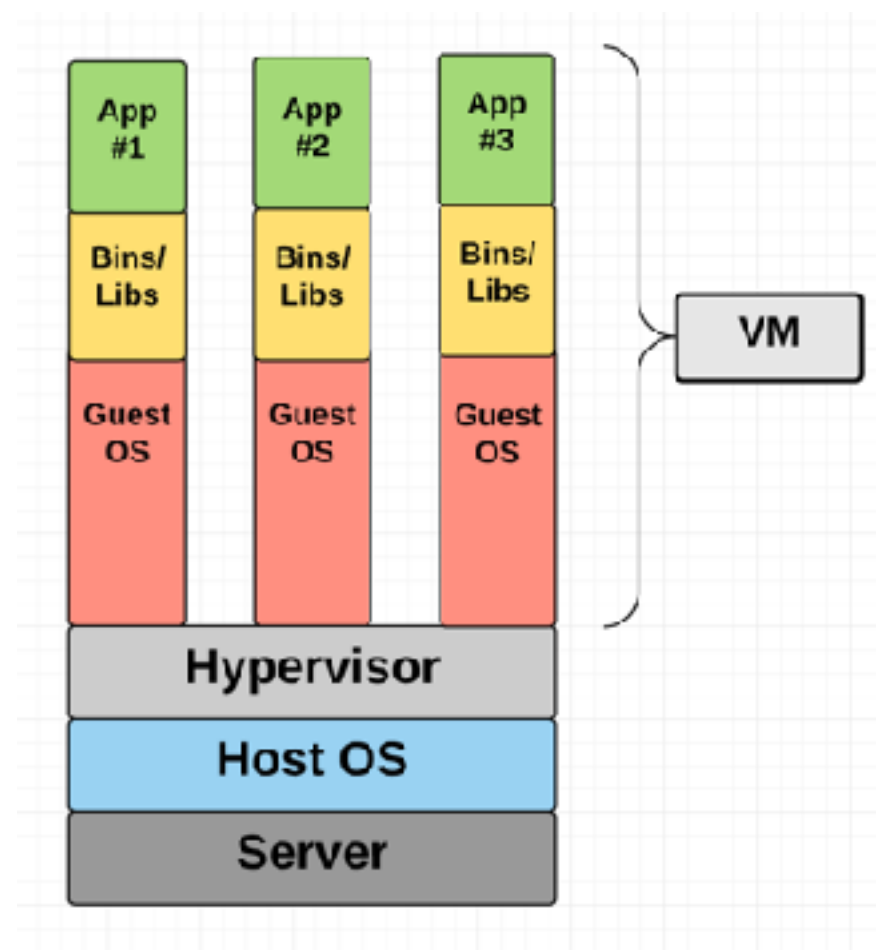 App
#1
App
#2
App
#3
Bins/
Libs
Bins/
Libs
Bins/
Libs
VM
Guest
OS
Guest
OS
Guest
OS
Hypervisor
Host OS
Server